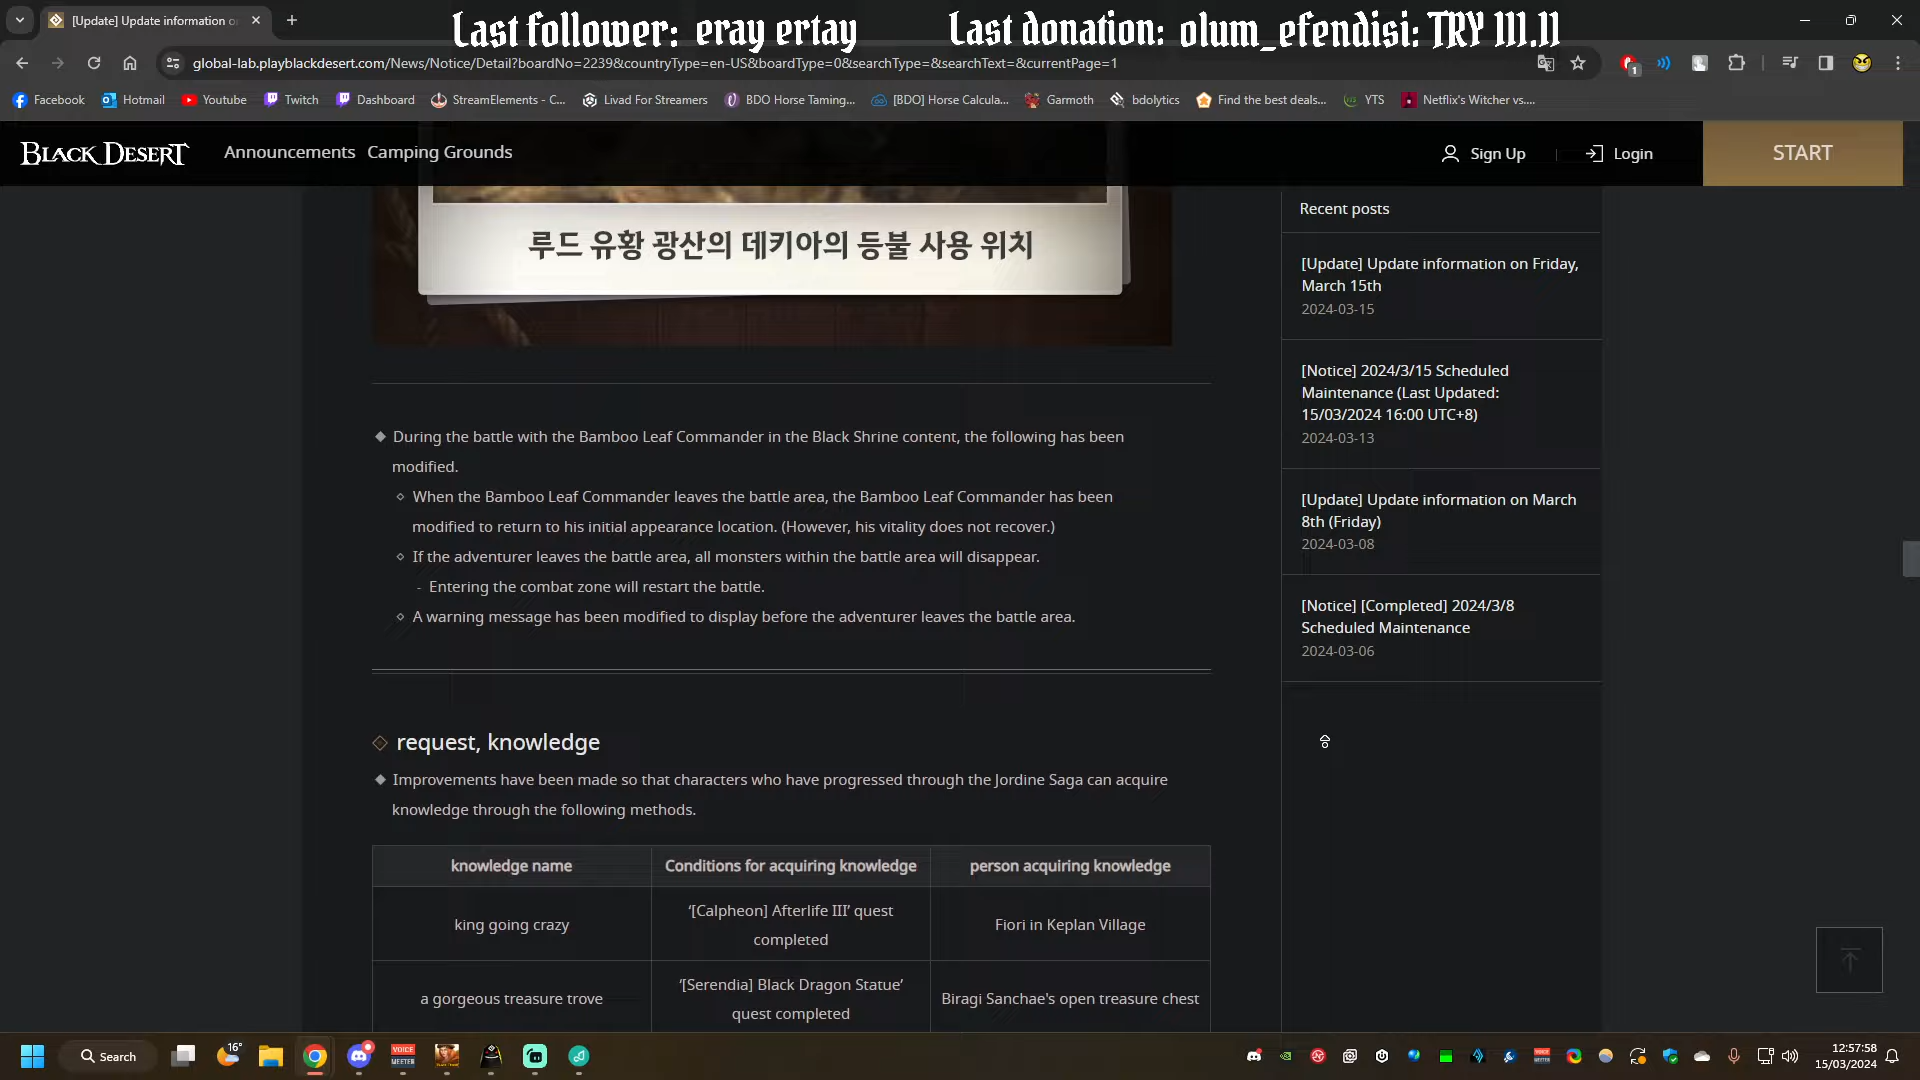 [Update] Update information o
Last follower: eray ertay
Last donation: olum_efendisi: TRY 111.11
global-lab.playblackdesert.com/News/Notice/Detail?boardNo=2239&countryType=en-US&boardType=0&searchType=&searchText=&currentPage=1
1
Facebook
Hotmail
Youtube
Twitch
Dashboard
StreamElements - C...
Livad For Streamers
BDO Horse Taming...
[BDO] Horse Calcula...
Garmoth
bdolytics
Find the best deals...
YTS
Netflix's Witcher vs....
BLACK DESERT
Announcements
Camping Grounds
Sign Up
Login
START
루드 유황 광산의 데키아의 등불 사용 위치
During the battle with the Bamboo Leaf Commander in the Black Shrine content, the following has been
modified.
When the Bamboo Leaf Commander leaves the battle area, the Bamboo Leaf Commander has been
modified to return to his initial appearance location. (However, his vitality does not recover.)
If the adventurer leaves the battle area, all monsters within the battle area will disappear.
- Entering the combat zone will restart the battle.
A warning message has been modified to display before the adventurer leaves the battle area.
request, knowledge
Improvements have been made so that characters who have progressed through the Jordine Saga can acquire
knowledge through the following methods.
knowledge name
Conditions for acquiring knowledge
person acquiring knowledge
king going crazy
‘[Calpheon] Afterlife III’ quest
completed
Fiori in Keplan Village
a gorgeous treasure trove
‘[Serendia] Black Dragon Statue’
quest completed
Biragi Sanchae's open treasure chest
Recent posts
[Update] Update information on Friday,
March 15th
2024-03-15
[Notice] 2024/3/15 Scheduled
Maintenance (Last Updated:
15/03/2024 16:00 UTC+8)
2024-03-13
[Update] Update information on March
8th (Friday)
2024-03-08
[Notice] [Completed] 2024/3/8
Scheduled Maintenance
2024-03-06
Search
16°
VOICE
MEETER
12:57:58
15/03/2024